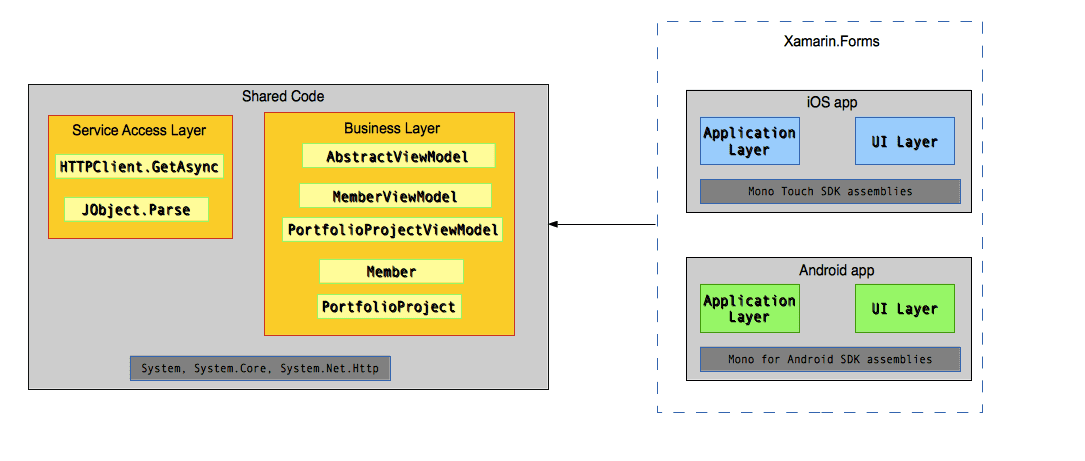 Xamarin.Forms
Shared Code
Service Access Layer
HTTPClient.GetAsync
JObject.Parse
Business Layer
AbstractViewModel
MemberViewModel
PortfolioProjectViewModel
Member
PortfolioProject
System, System.Core, System.Net.Http
iOS app
Application
Layer
UI Layer
Mono Touch SDK assemblies
Android app
Application
Layer
UI Layer
Mono for Android SDK assemblies